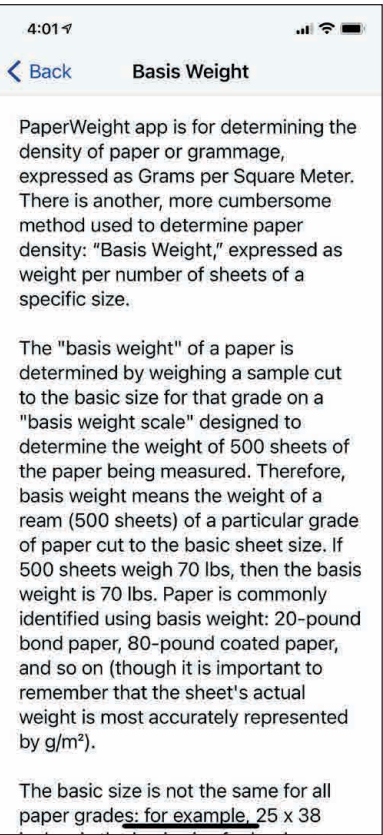 4:01
Back
Basis Weight
PaperWeight app is for determining the
density of paper or grammage,
expressed as Grams per Square Meter.
There is another, more cumbersome
method used to determine paper
density: “Basis Weight,” expressed as
weight per number of sheets of a
specific size.
The "basis weight" of a paper is
determined by weighing a sample cut
to the basic size for that grade on a
"basis weight scale" designed to
determine the weight of 500 sheets of
the paper being measured. Therefore,
basis weight means the weight of a
ream (500 sheets) of a particular grade
of paper cut to the basic sheet size. If
500 sheets weigh 70 lbs, then the basis
weight is 70 lbs. Paper is commonly
identified using basis weight: 20-pound
bond paper, 80-pound coated paper,
and so on (though it is important to
remember that the sheet's actual
weight is most accurately represented
by g/m²).
The basic size is not the same for all
paper grades: for example, 25 x 38